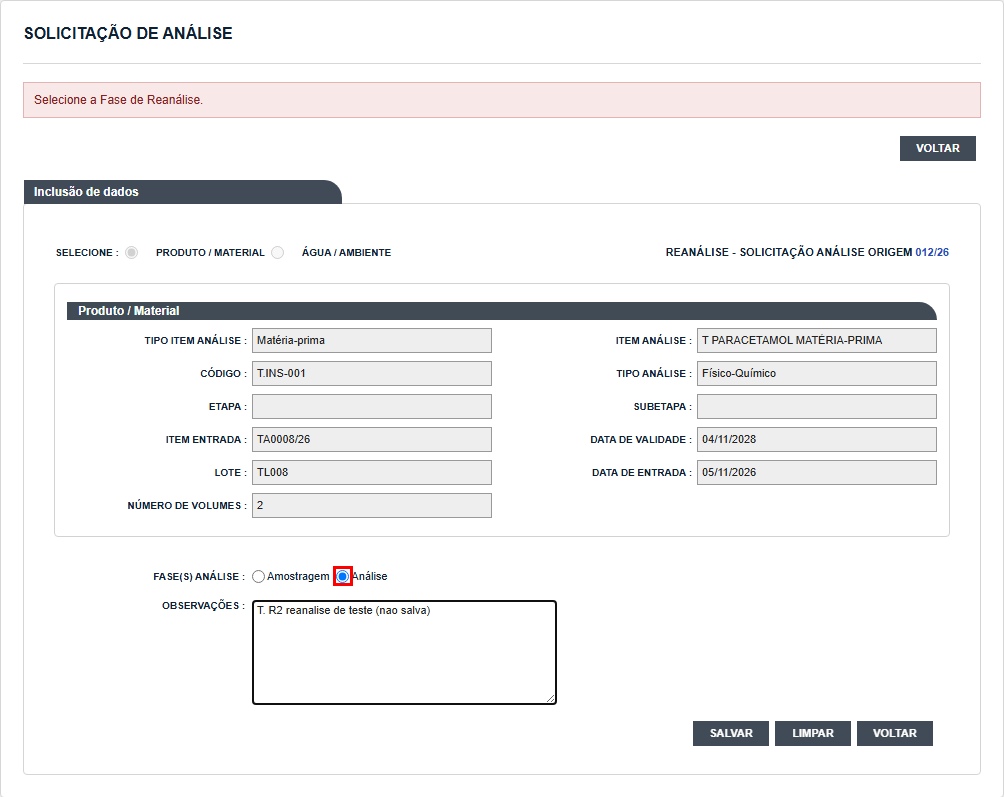 SOLICITAÇÃO DE ANÁLISE
Selecione a Fase de Reanálise.
VOLTAR
Inclusão de dados
SELECIONE : PRODUTO / MATERIAL ÁGUA / AMBIENTE REANÁLISE - SOLICITAÇÃO ANÁLISE ORIGEM 012/26
Produto / Material
TIPO ITEM ANÁLISE : Matéria-prima ITEM ANÁLISE : T PARACETAMOL MATÉRIA-PRIMA
CÓDIGO : T.INS-001 TIPO ANÁLISE : Físico-Químico
ETAPA : SUBETAPA :
ITEM ENTRADA : TA0008/26 DATA DE VALIDADE : 04/11/2028
LOTE : TL008 DATA DE ENTRADA : 05/11/2026
NÚMERO DE VOLUMES : 2
FASE(S) ANÁLISE : Amostragem Análise
OBSERVAÇÕES : T. R2 reanalise de teste (nao salva)
SALVAR LIMPAR VOLTAR